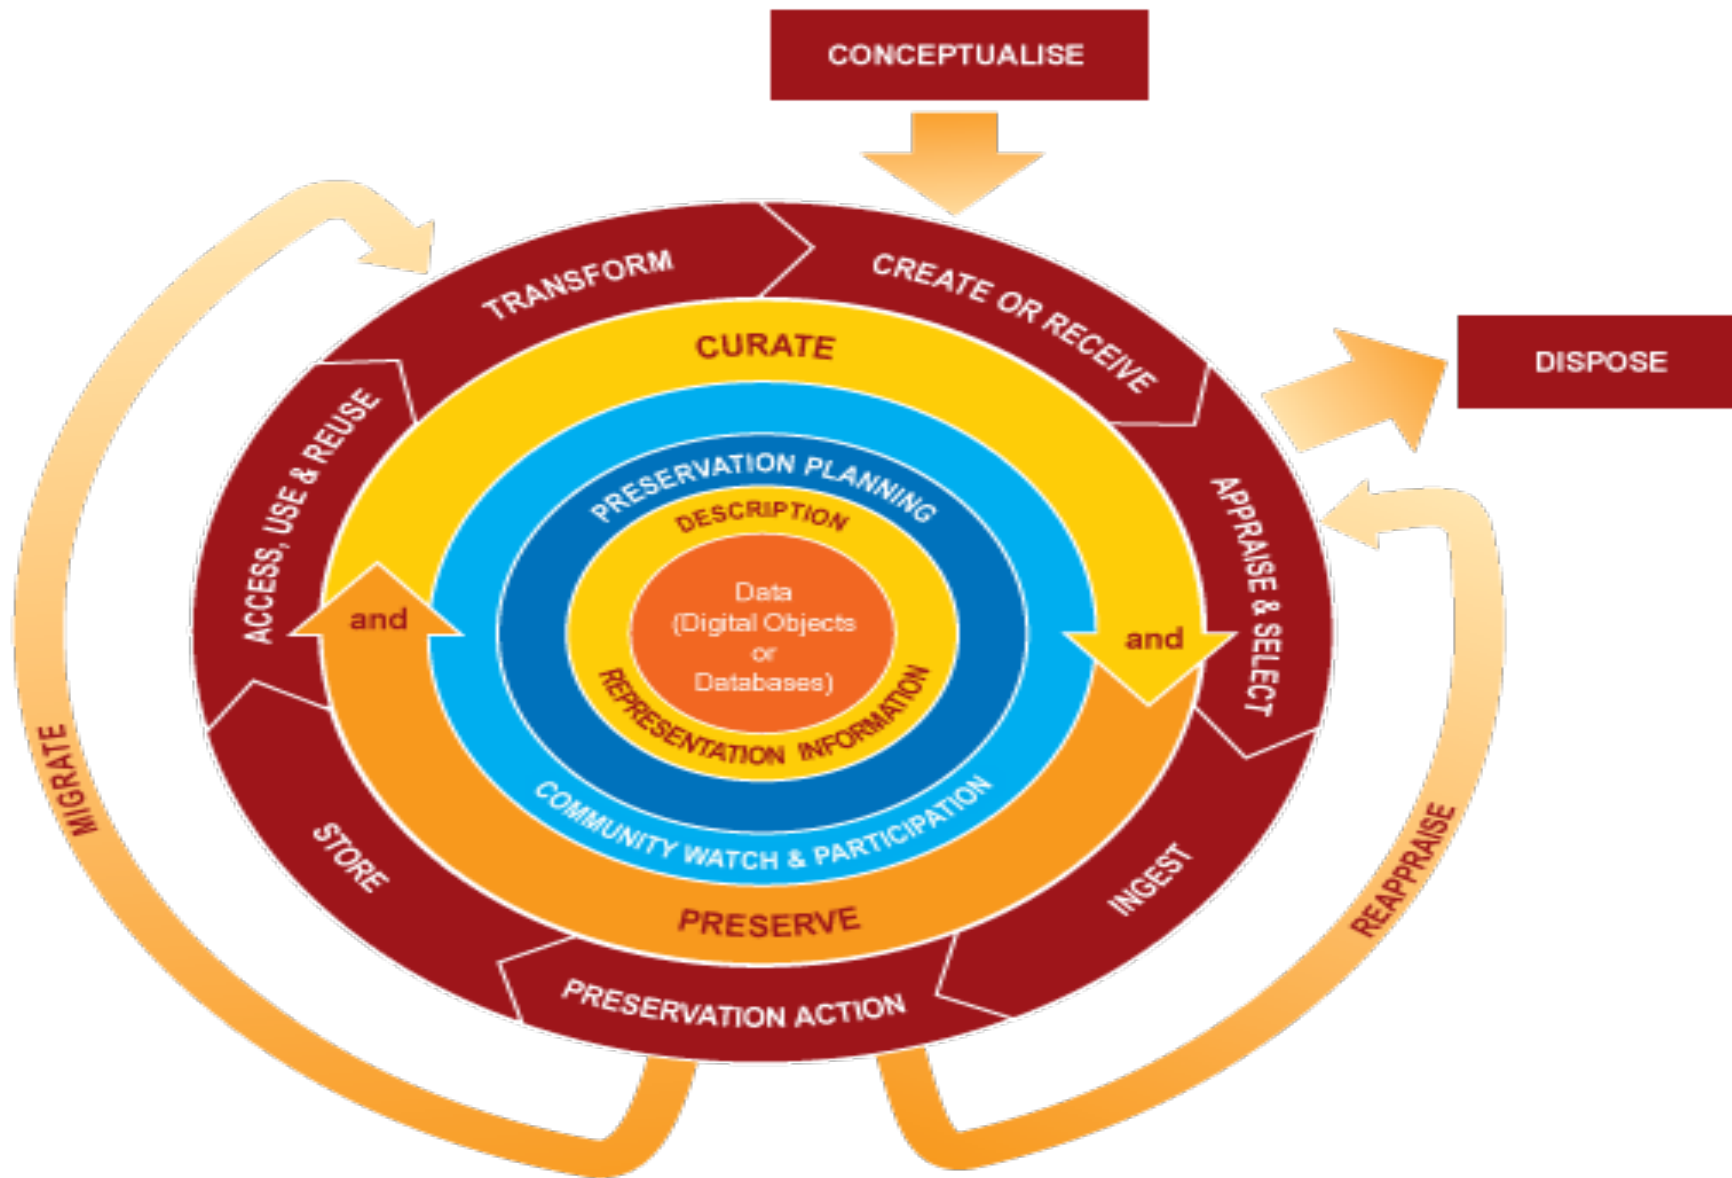 CONCEPTUALISE
TRANSFORM
CREATE OR RECEIVE
DISPOSE
CURATE
ACCESS, USE & REUSE
PRESERVATION PLANNING
DESCRIPTION
APPRAISE & SELECT
Data
(Digital Objects
or
Databases)
and
and
REPRESENTATION INFORMATION
COMMUNITY WATCH & PARTICIPATION
MIGRATE
STORE
PRESERVE
INGEST
REAPPRAISE
PRESERVATION ACTION